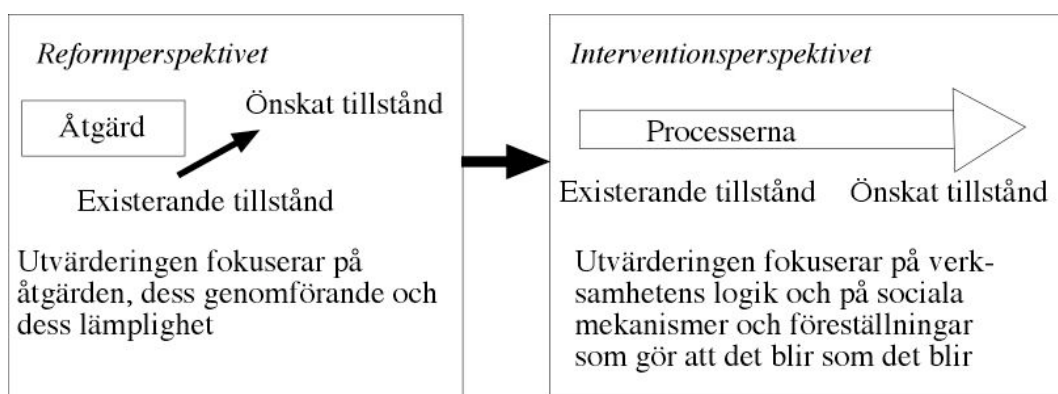 Reformperspektivet
Åtgärd
Önskat tillstånd
Existerande tillstånd
Utvärderingen fokuserar på
åtgärden, dess genomförande och
dess lämplighet
Interventionsperspektivet
Processerna
Existerande tillstånd
Önskat tillstånd
Utvärderingen fokuserar på verk-
samhetens logik och på sociala
mekanismer och föreställningar
som gör att det blir som det blir